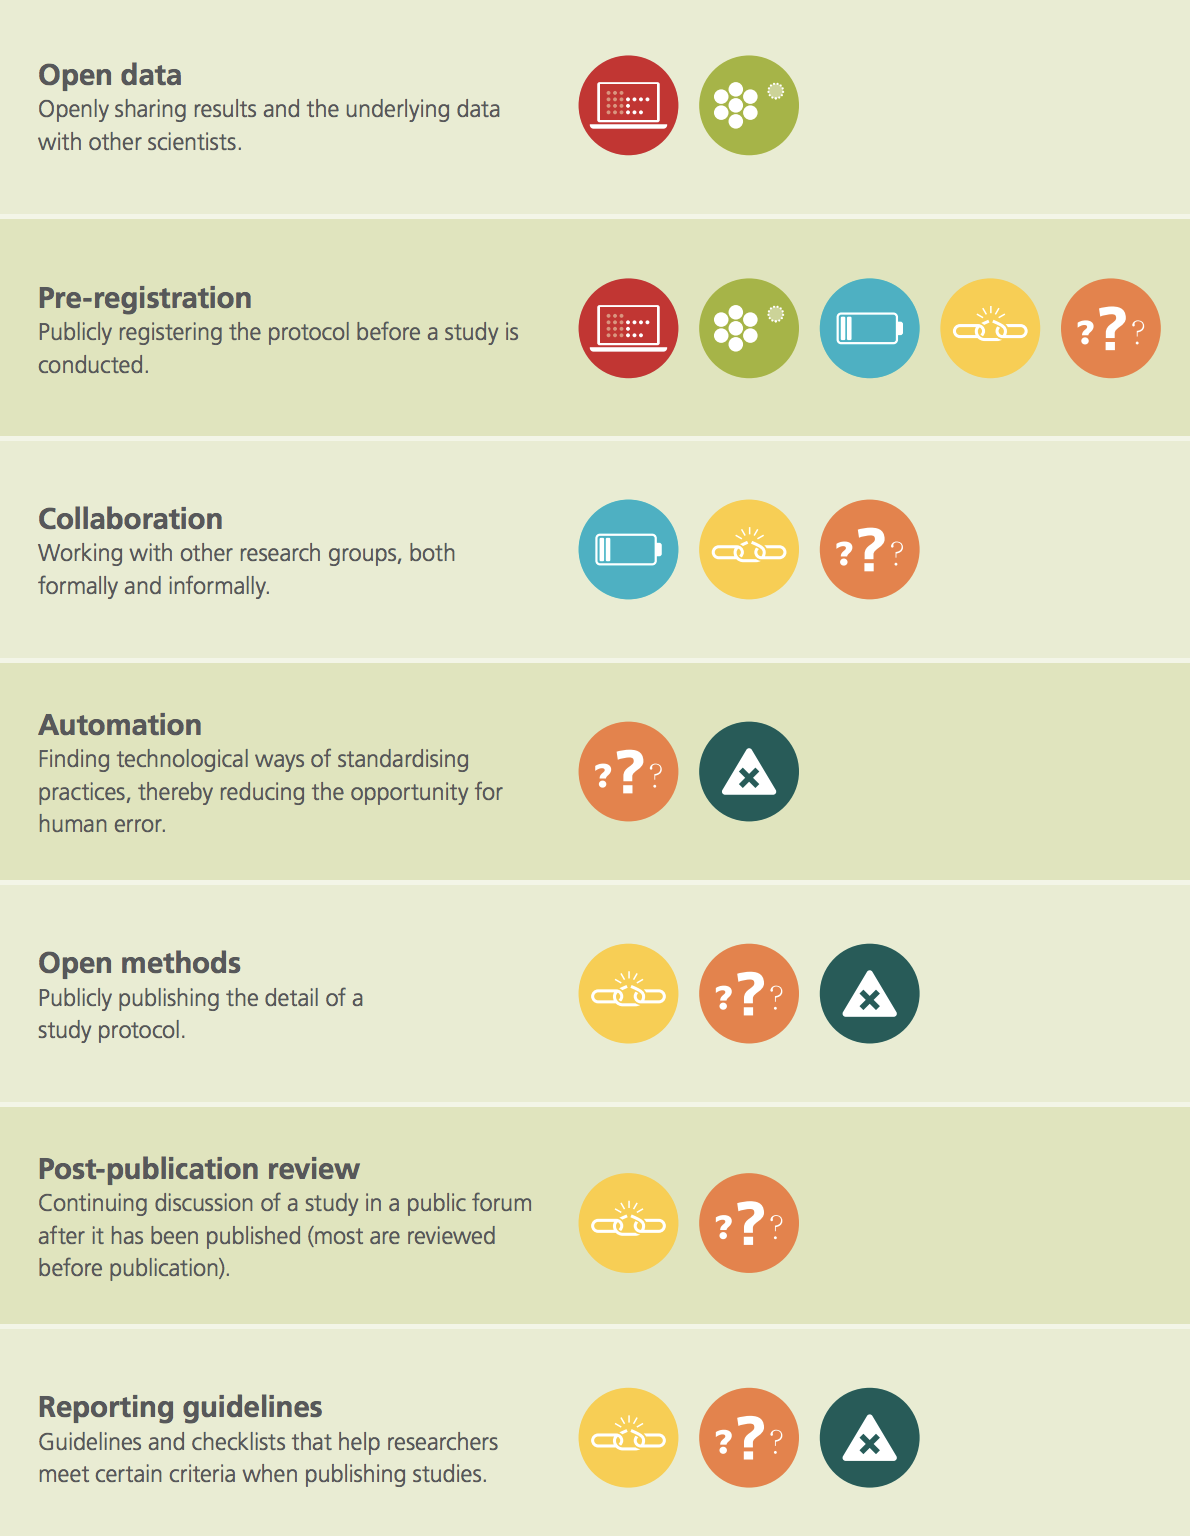 Open data
Openly sharing results and the underlying data
with other scientists.
Pre-registration
Publicly registering the protocol before a study is
conducted.
???
Collaboration
Working with other research groups, both
formally and informally.
???
Automation
Finding technological ways of standardising
practices, thereby reducing the opportunity for
human error.
???
Open methods
Publicly publishing the detail of a
study protocol.
???
Post-publication review
Continuing discussion of a study in a public forum
after it has been published (most are reviewed
before publication).
???
Reporting guidelines
Guidelines and checklists that help researchers
meet certain criteria when publishing studies.
???